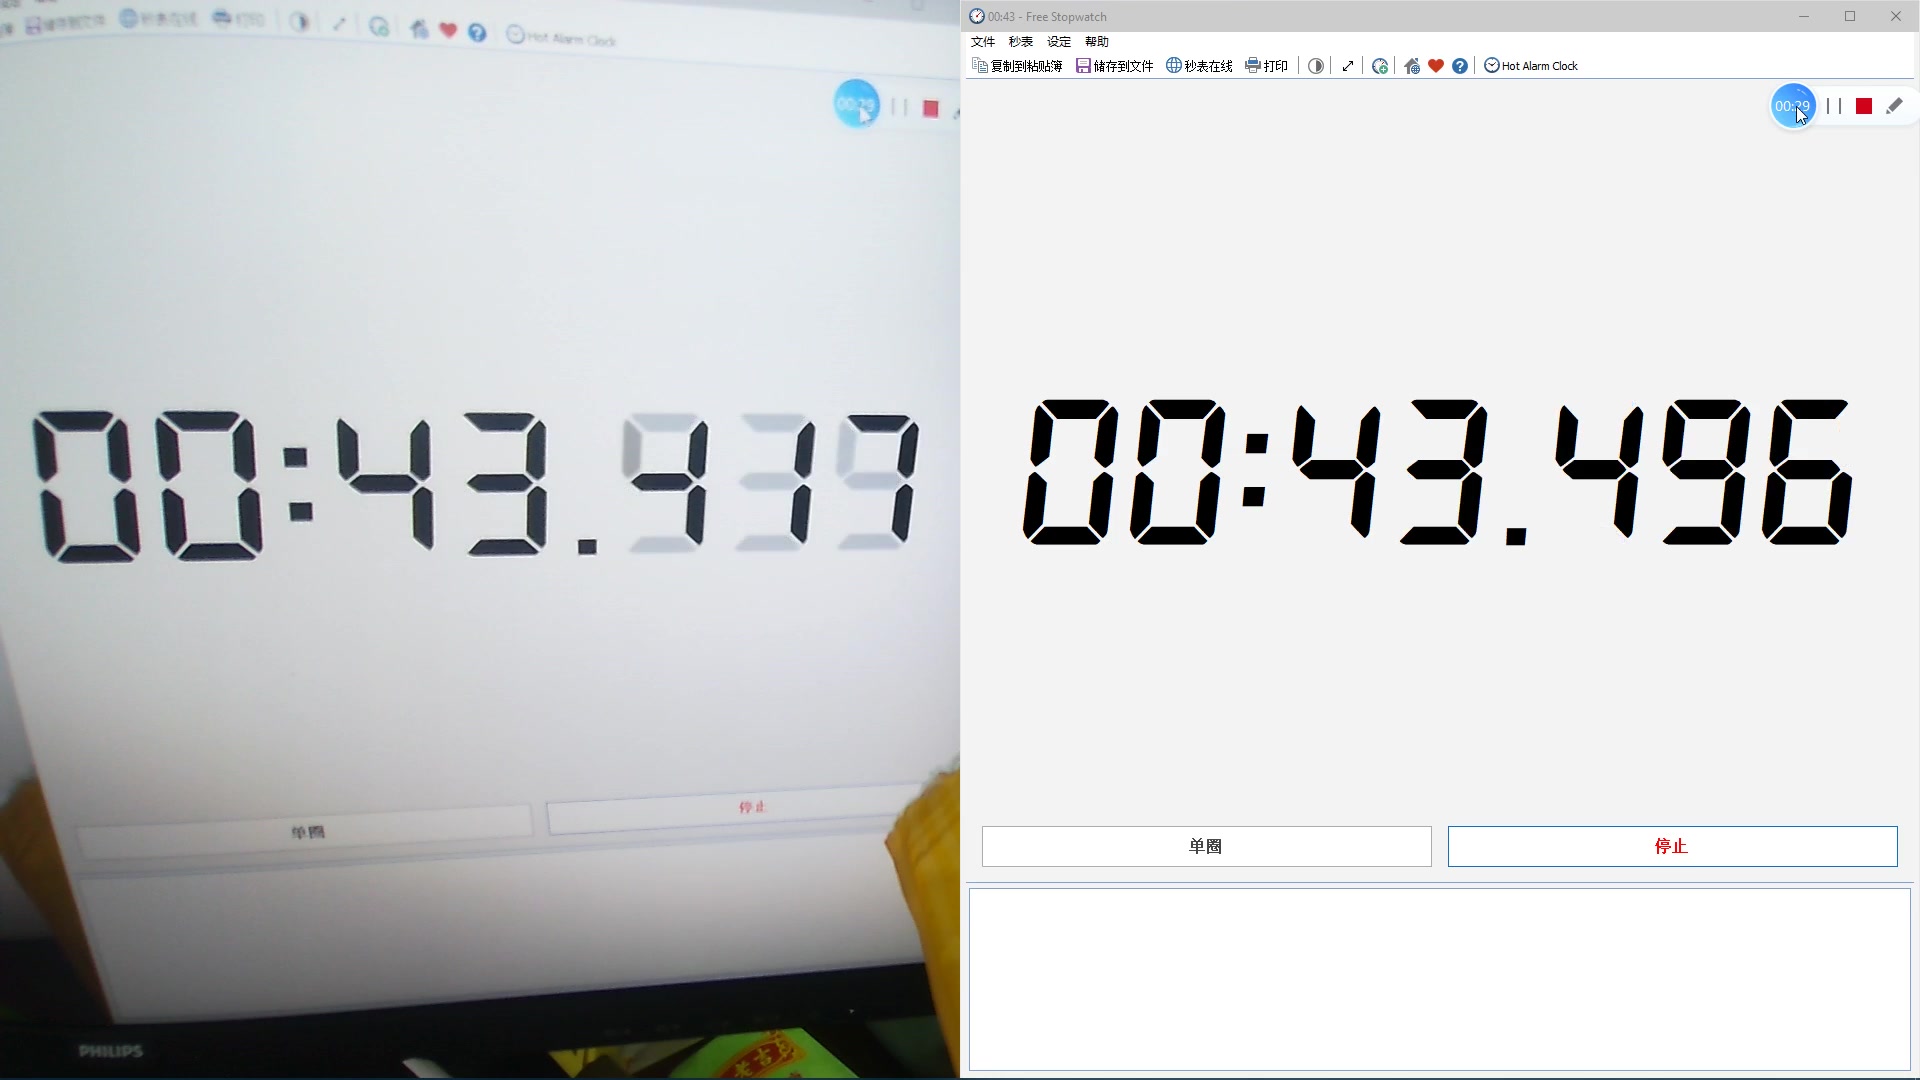 储存到文件 秒表在线 打印 Hot Alarm Clock
00:29
00:43.417
单圈 停止
PHILIPS
00:43 - Free Stopwatch
文件 秒表 设定 帮助
复制到粘贴簿 储存到文件 秒表在线 打印 Hot Alarm Clock
00:29
00:43.496
单圈 停止